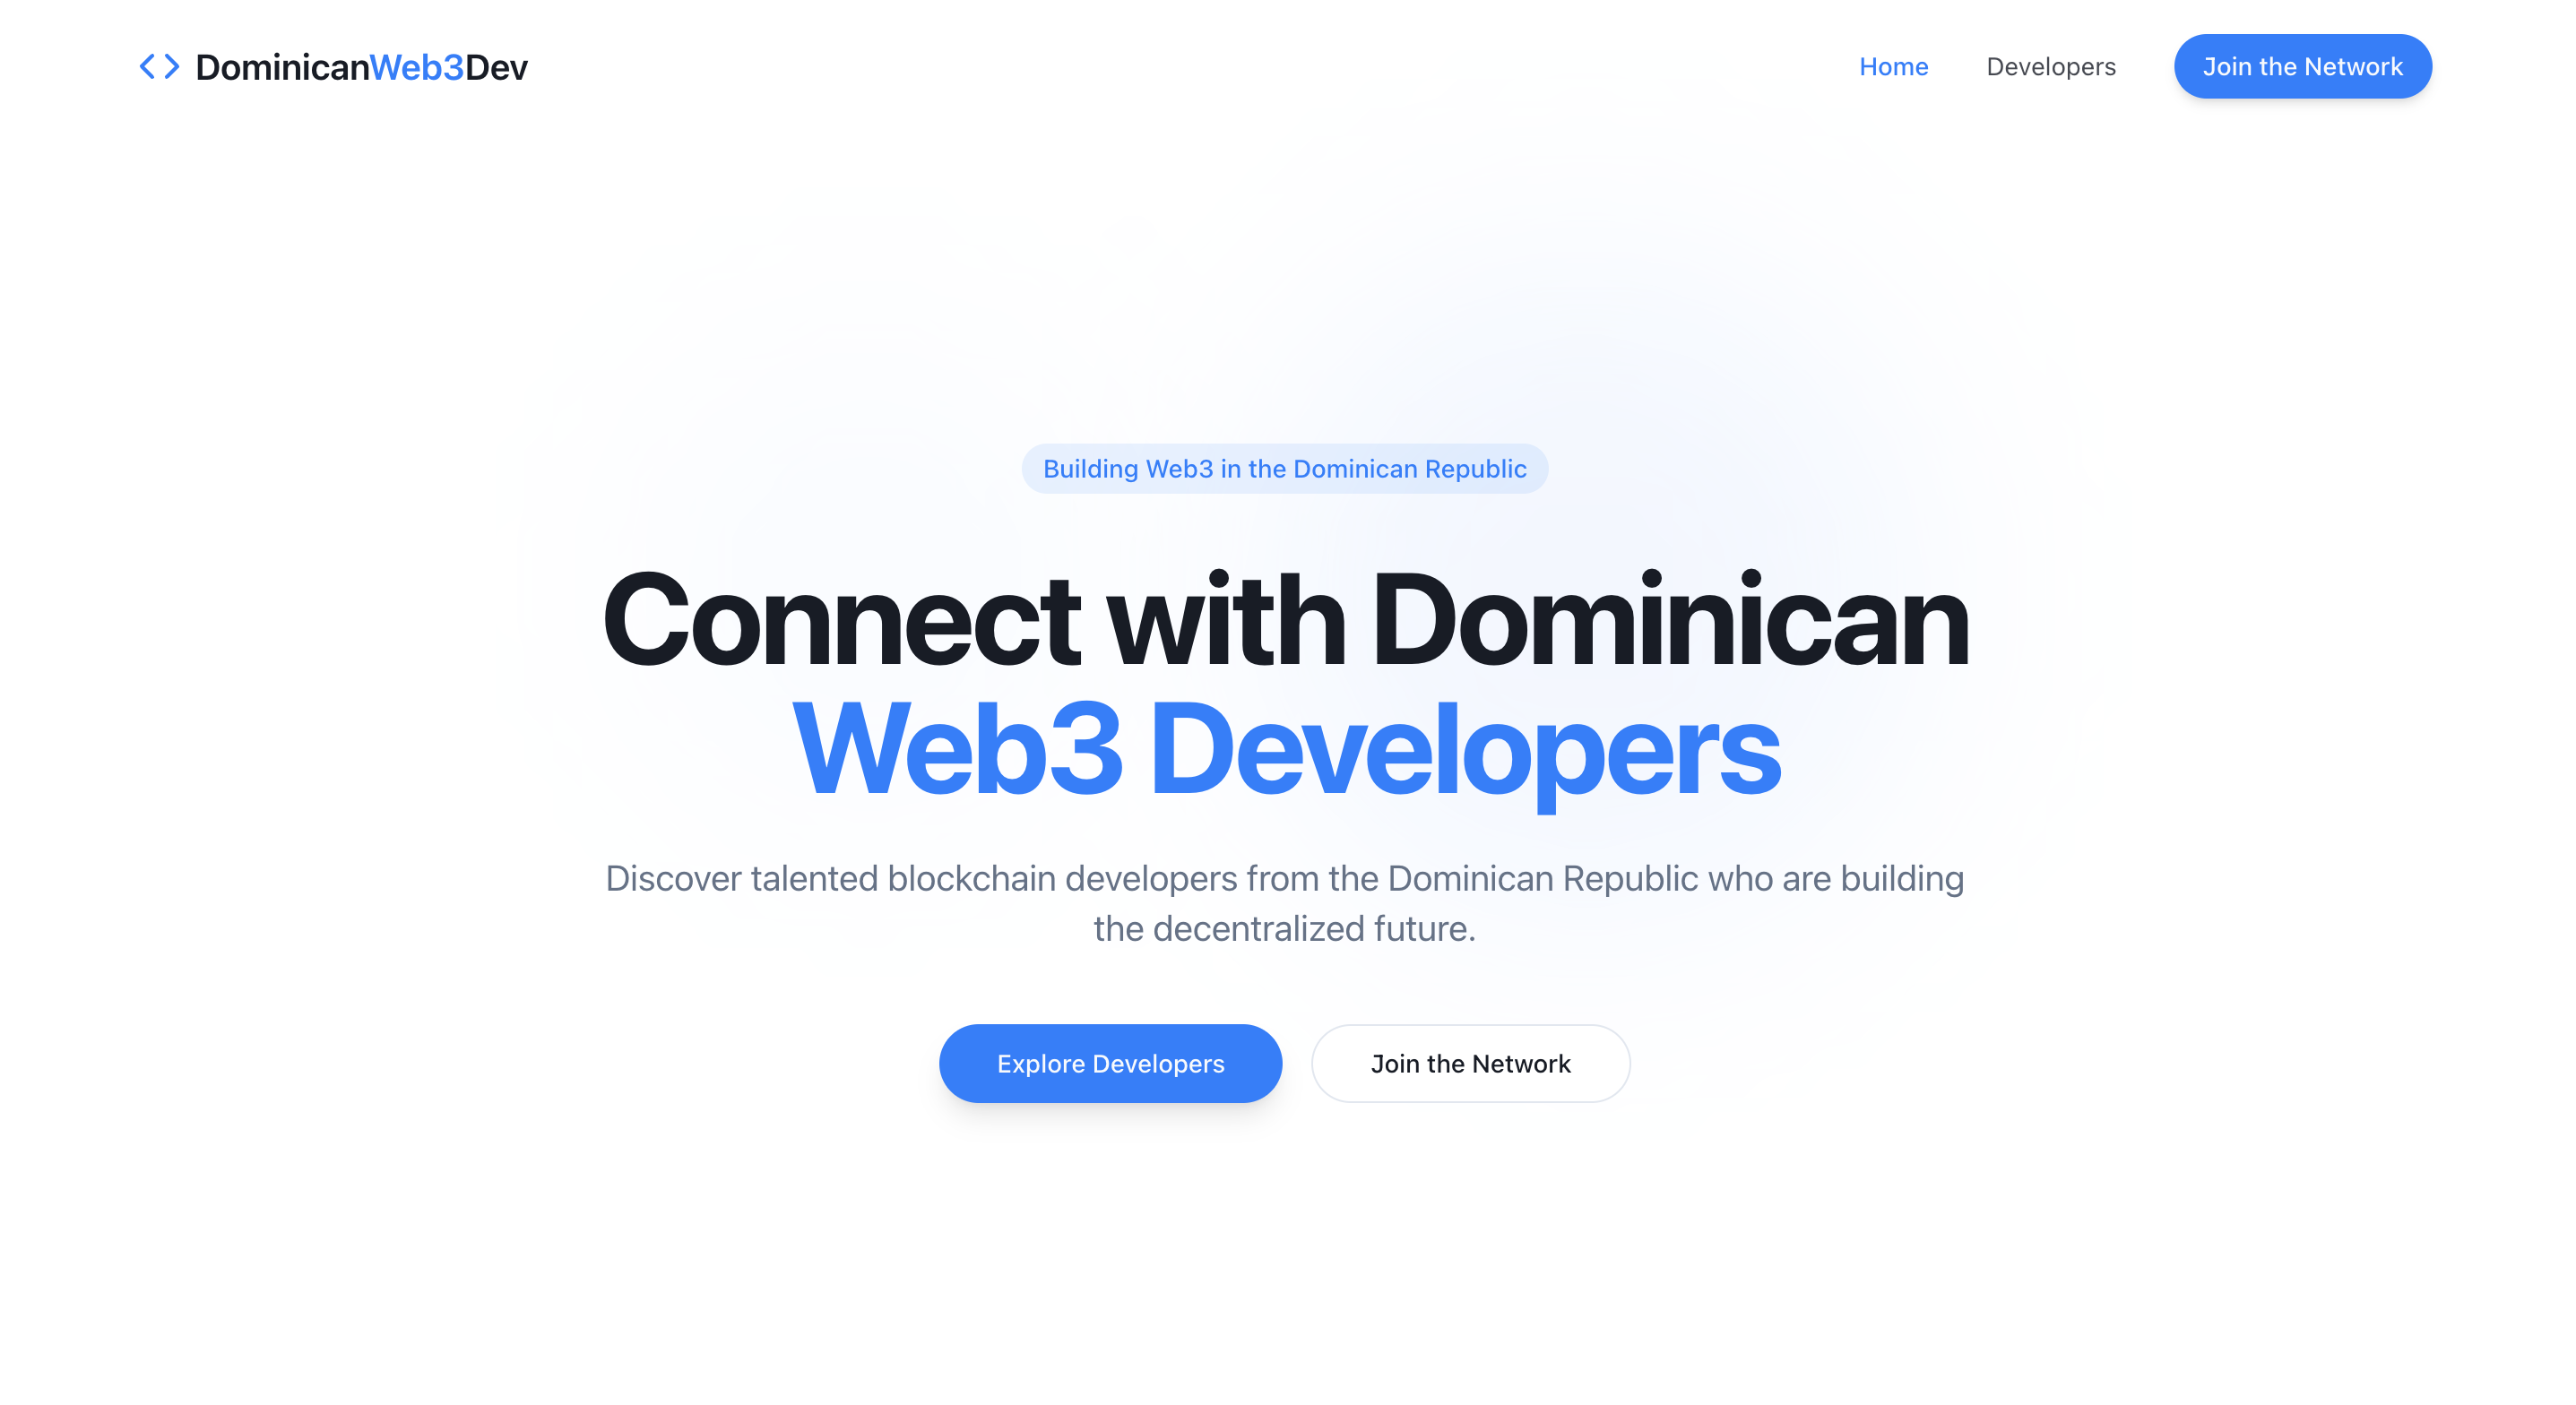 DominicanWeb3Dev
Home
Developers
Join the Network
Building Web3 in the Dominican Republic
Connect with Dominican
Web3 Developers
Discover talented blockchain developers from the Dominican Republic who are building
the decentralized future.
Explore Developers
Join the Network